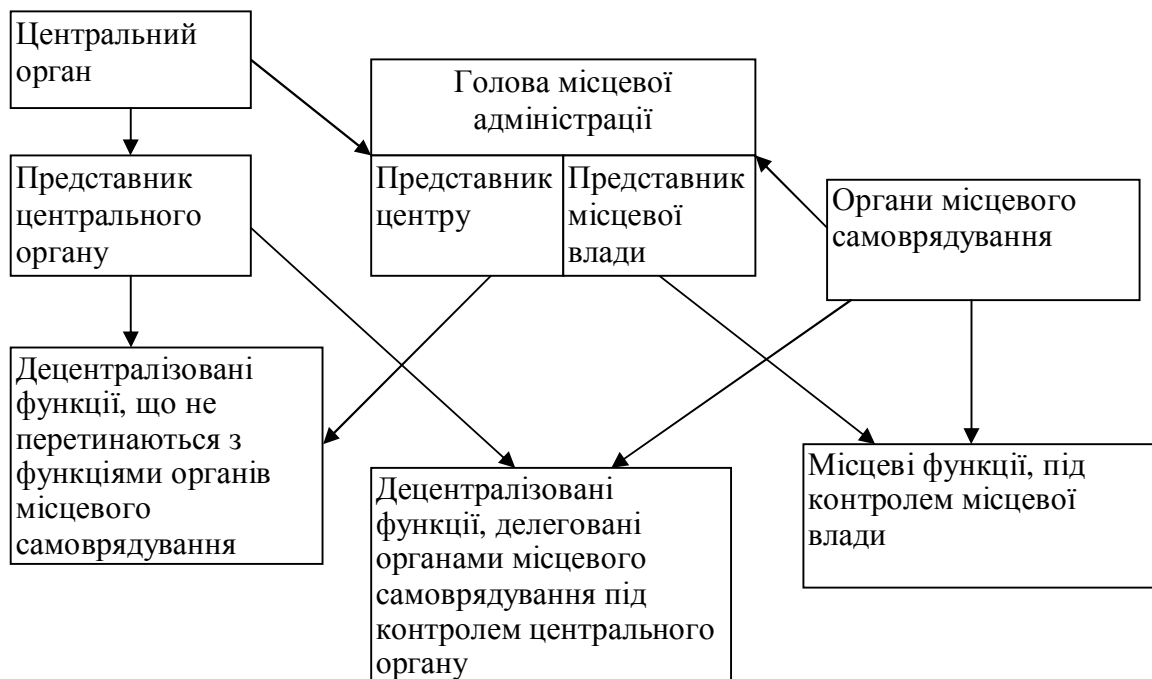 Центральний
орган
Голова місцевої
адміністрації
Представник
центрального
органу
Представник
центру
Представник
місцевої
влади
Органи місцевого
самоврядування
Децентралізовані
функції, що не
перетинаються з
функціями органів
місцевого
самоврядування
Децентралізовані
функції, делеговані
органами місцевого
самоврядування під
контролем центрального
органу
Місцеві функції, під
контролем місцевої
влади